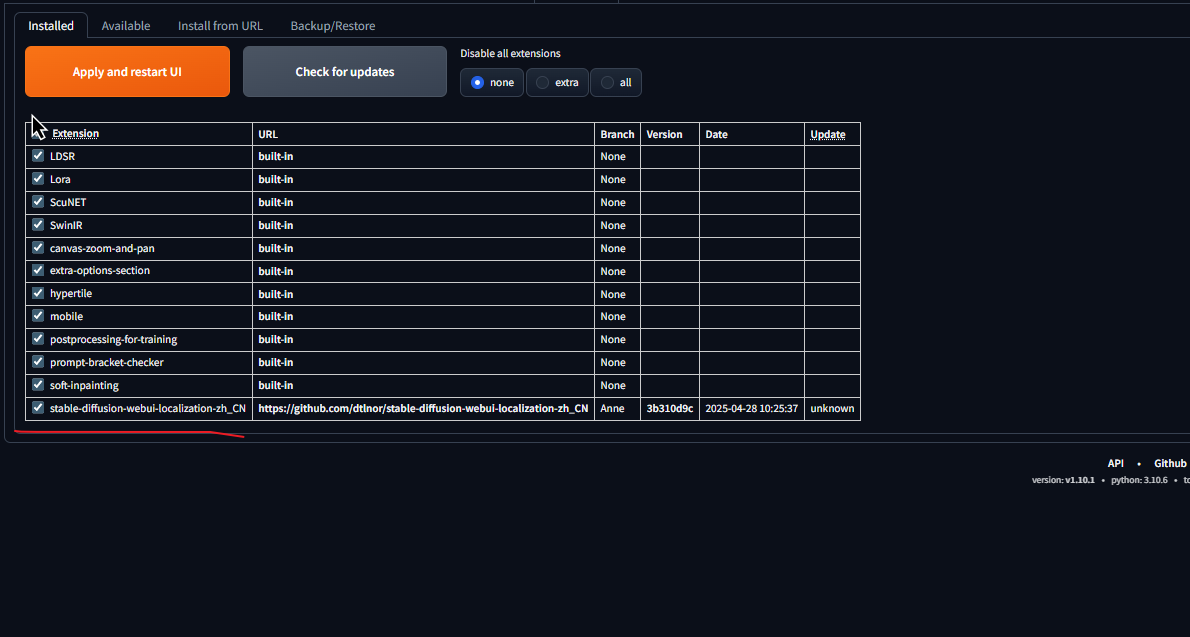 Installed Available Install from URL Backup/Restore
Disable all extensions
Apply and restart UI Check for updates none extra all
Extension URL Branch Version Date Update
LDSR built-in None
Lora built-in None
ScuNET built-in None
SwinIR built-in None
canvas-zoom-and-pan built-in None
extra-options-section built-in None
hypertile built-in None
mobile built-in None
postprocessing-for-training built-in None
prompt-bracket-checker built-in None
soft-inpainting built-in None
stable-diffusion-webui-localization-zh_CN https://github.com/dtlnor/stable-diffusion-webui-localization-zh_CN Anne 3b310d9c 2025-04-28 10:25:37 unknown
API • Github
version: v1.10.1 • python: 3.10.6 •